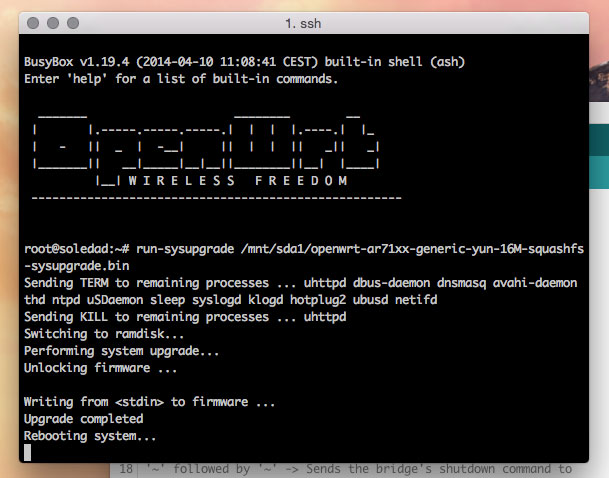 1. ssh
BusyBox v1.19.4 (2014-04-10 11:08:41 CEST) built-in shell (ash)
Enter 'help' for a list of built-in commands.
OpenWrt
W I R E L E S S   F R E E D O M
-----------------------------------------------------
root@soledad:~# run-sysupgrade /mnt/sda1/openwrt-ar71xx-generic-yun-16M-squashfs
-sysupgrade.bin
Sending TERM to remaining processes ... uhttpd dbus-daemon dnsmasq avahi-daemon
thd ntpd uSDaemon sleep syslogd klogd hotplug2 ubusd netifd
Sending KILL to remaining processes ... uhttpd
Switching to ramdisk...
Performing system upgrade...
Unlocking firmware ...
Writing from <stdin> to firmware ...
Upgrade completed
Rebooting system...
18 '~' followed by '~' -> Sends the bridge's shutdown command to